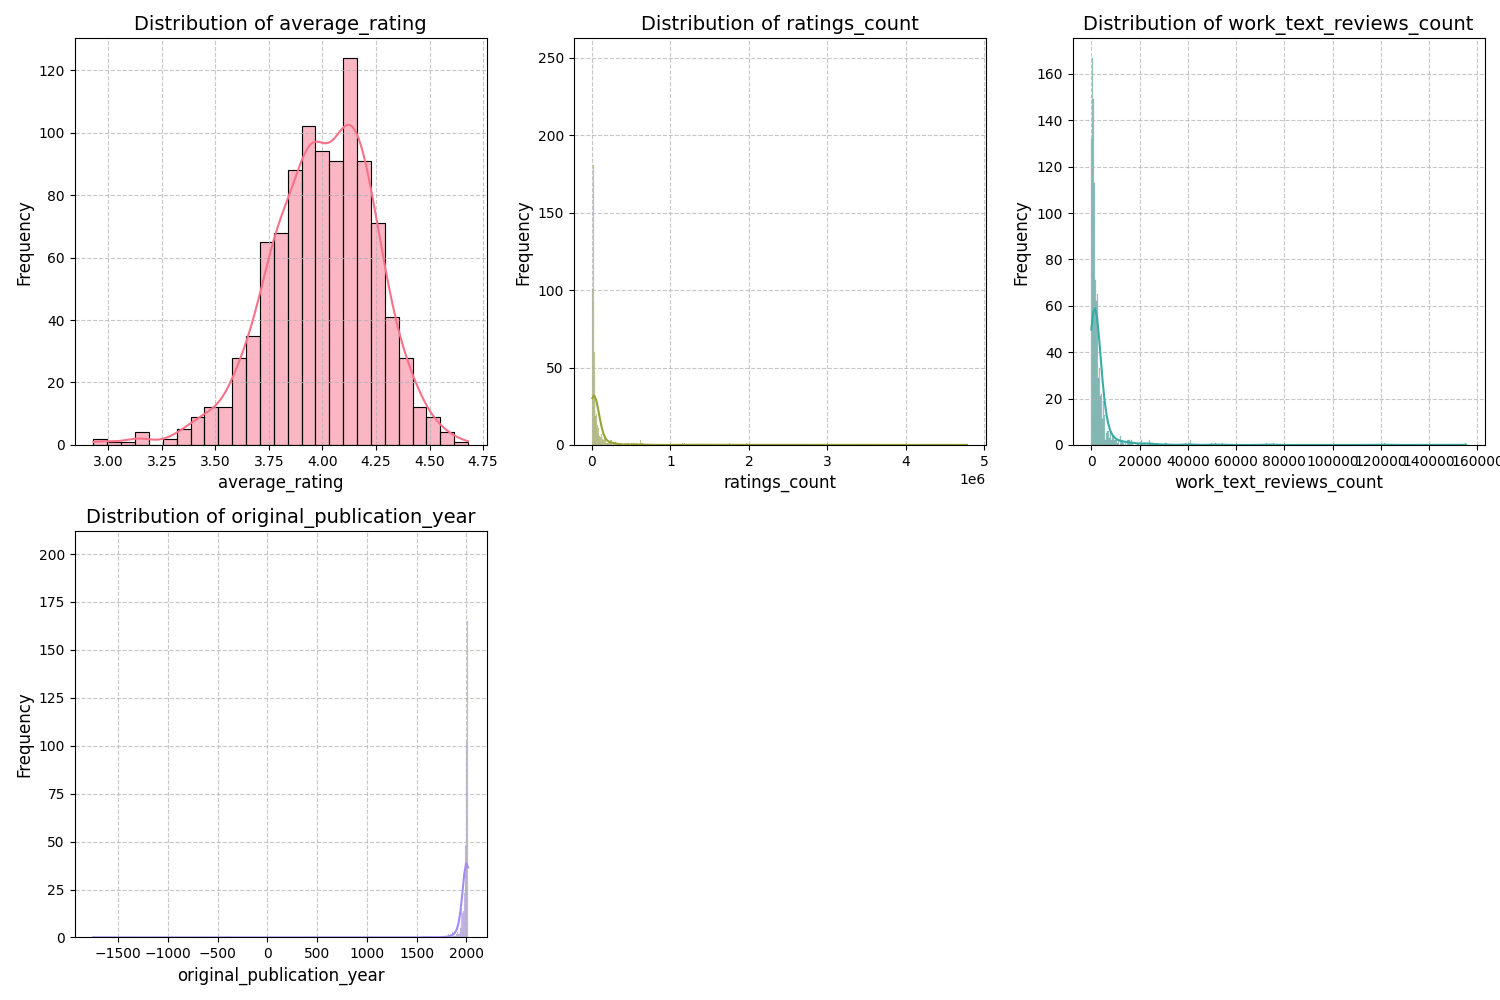 Distribution of average_rating
Frequency
120
100
80
60
40
20
0
3.00 3.25 3.50 3.75 4.00 4.25 4.50 4.75
average_rating
Distribution of ratings_count
Frequency
250
200
150
100
50
0
0 1 2 3 4 5
1e6
ratings_count
Distribution of work_text_reviews_count
Frequency
160
140
120
100
80
60
40
20
0
0 20000 40000 60000 80000 100000 120000 140000 160000
work_text_reviews_count
Distribution of original_publication_year
Frequency
200
175
150
125
100
75
50
25
0
−1500 −1000 −500 0 500 1000 1500 2000
original_publication_year